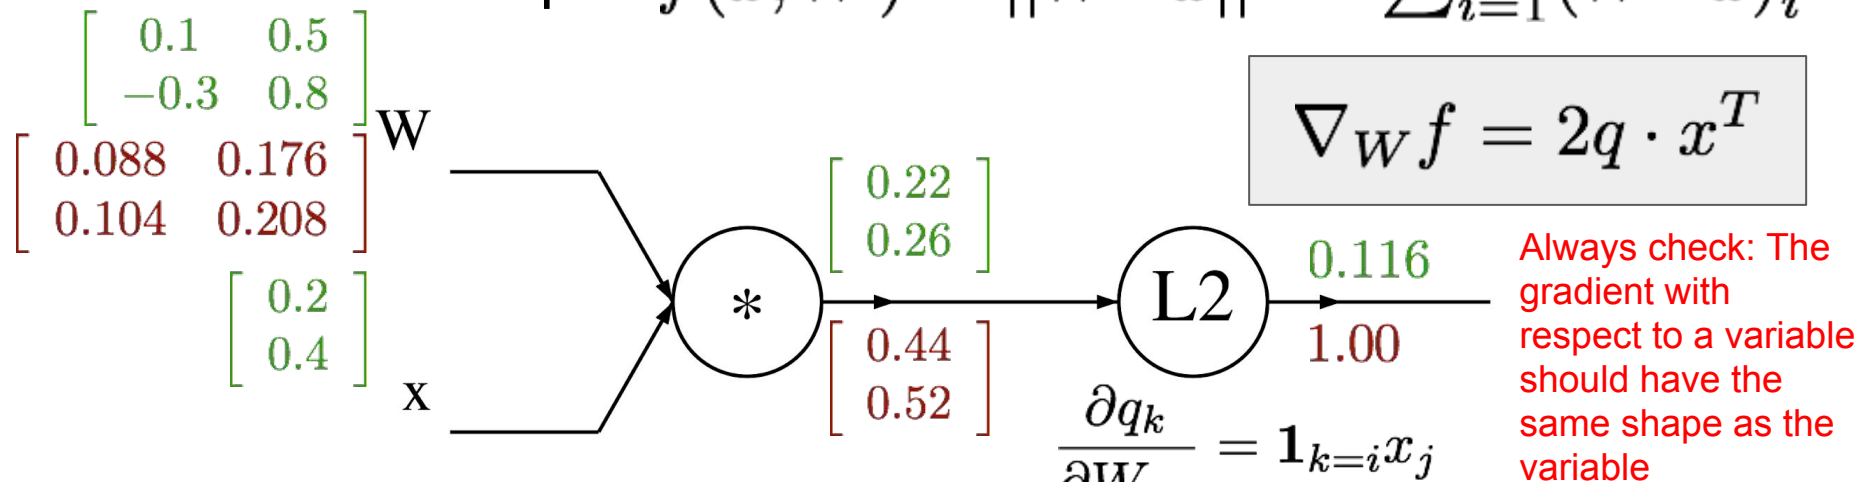 0.1 0.5
−0.3 0.8
W
0.088 0.176
0.104 0.208
0.2
0.4
x
*
0.22
0.26
0.44
0.52
L2
0.116
1.00
∇_W f = 2q · x^T
Always check: The
gradient with
respect to a variable
should have the
same shape as the
variable
∂q_k
= 1_{k=i} x_j